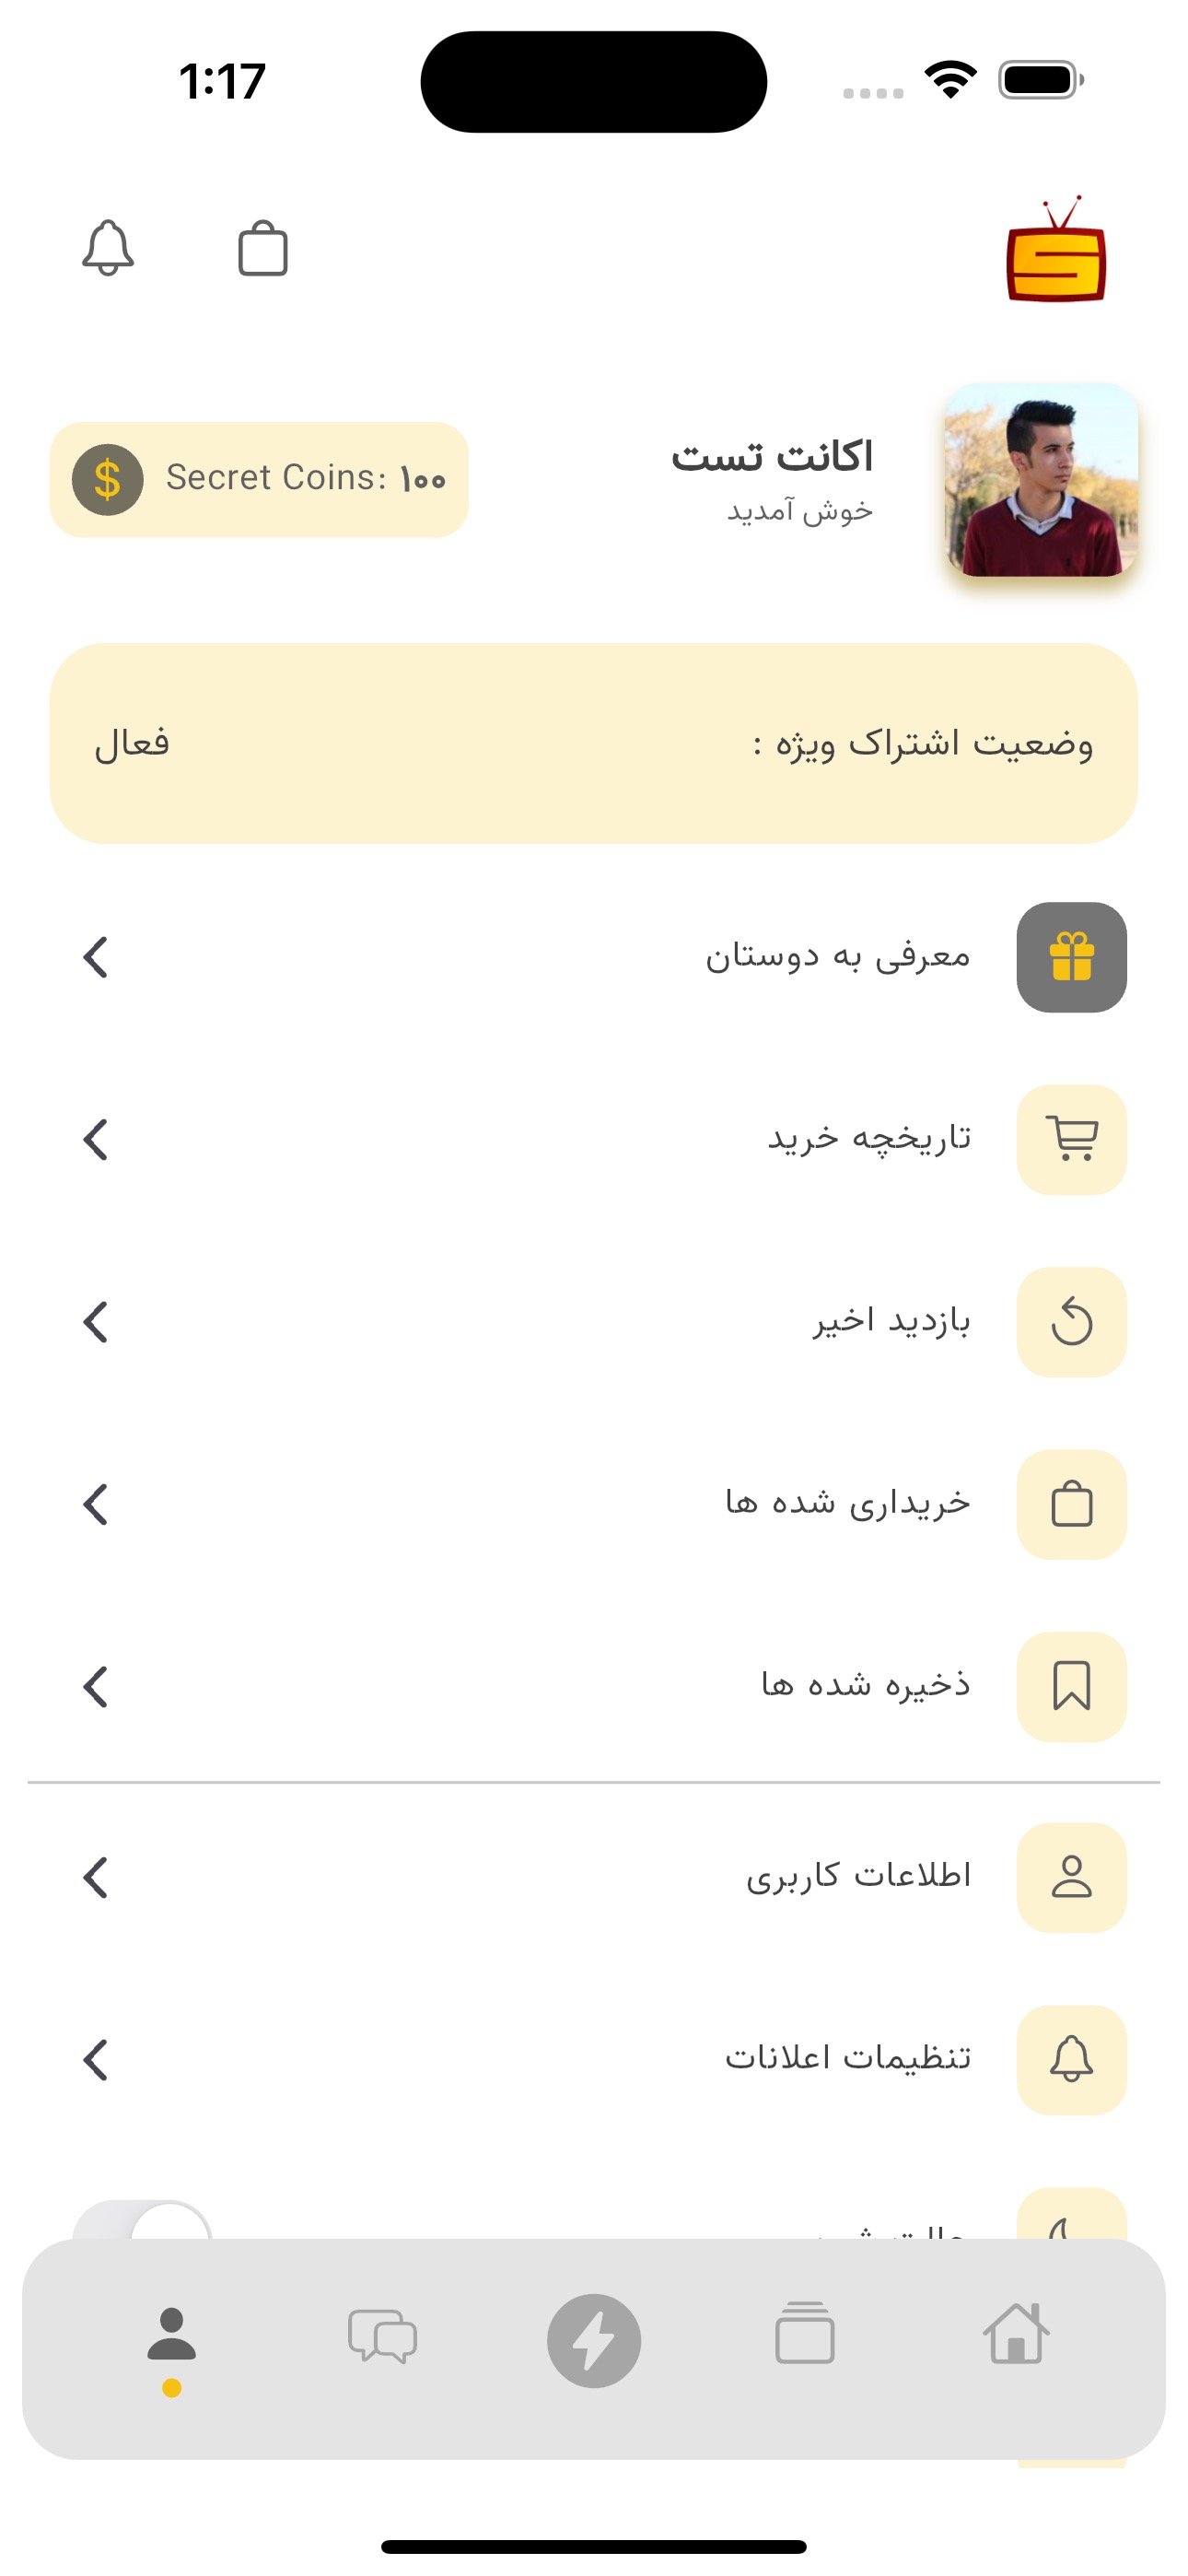 1:17
اکانت تست
خوش آمدید
Secret Coins: ۱۰۰
وضعیت اشتراک ویژه :
فعال
معرفی به دوستان
تاریخچه خرید
بازدید اخیر
خریداری شده ها
ذخیره شده ها
اطلاعات کاربری
تنظیمات اعلانات